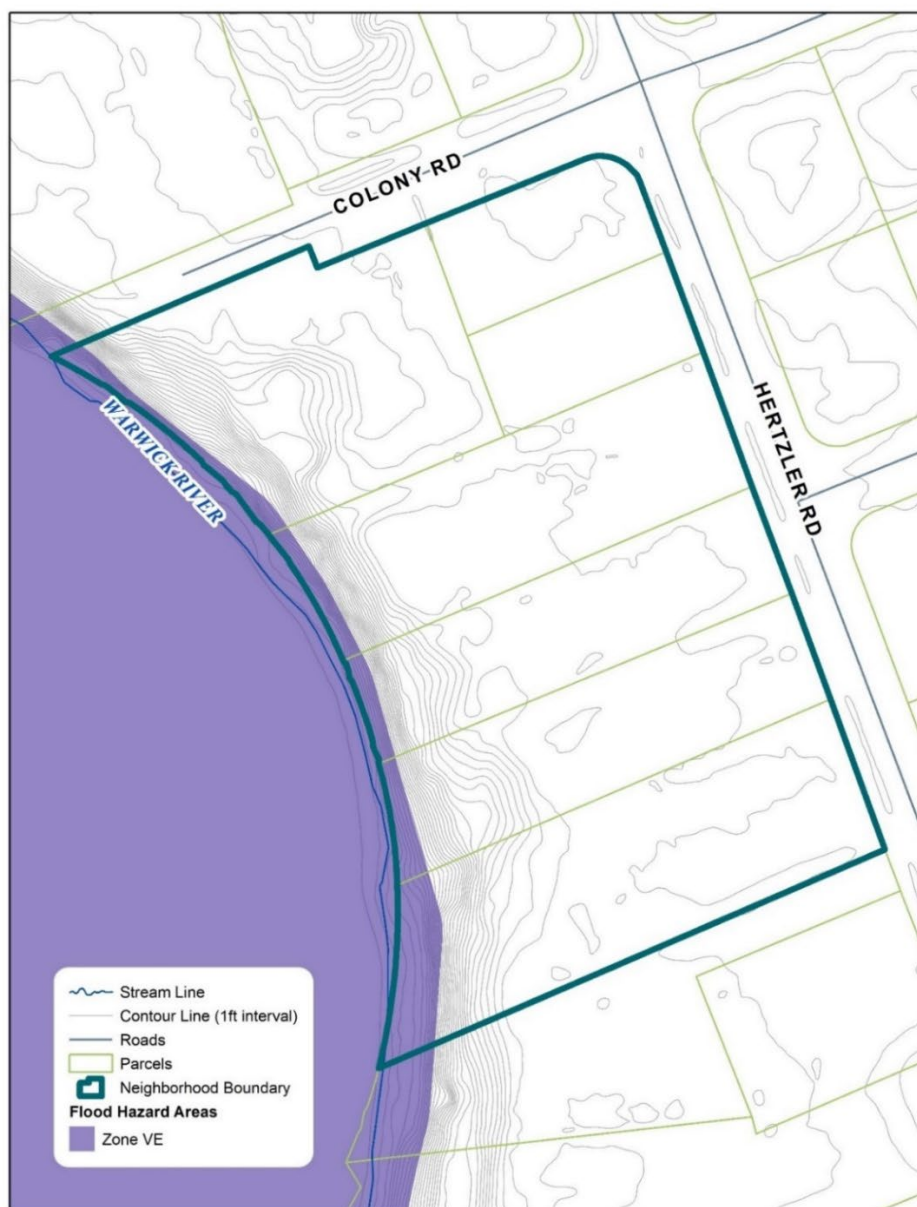 COLONY RD
HERTZLER RD
WARWICK RIVER
Stream Line
Contour Line (1ft interval)
Roads
Parcels
Neighborhood Boundary
Flood Hazard Areas
Zone VE